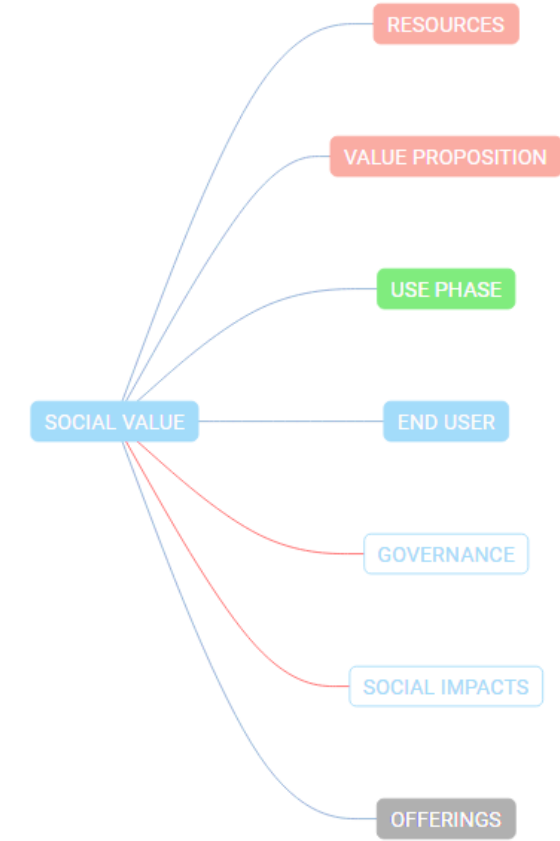 RESOURCES
VALUE PROPOSITION
USE PHASE
SOCIAL VALUE
END USER
GOVERNANCE
SOCIAL IMPACTS
OFFERINGS